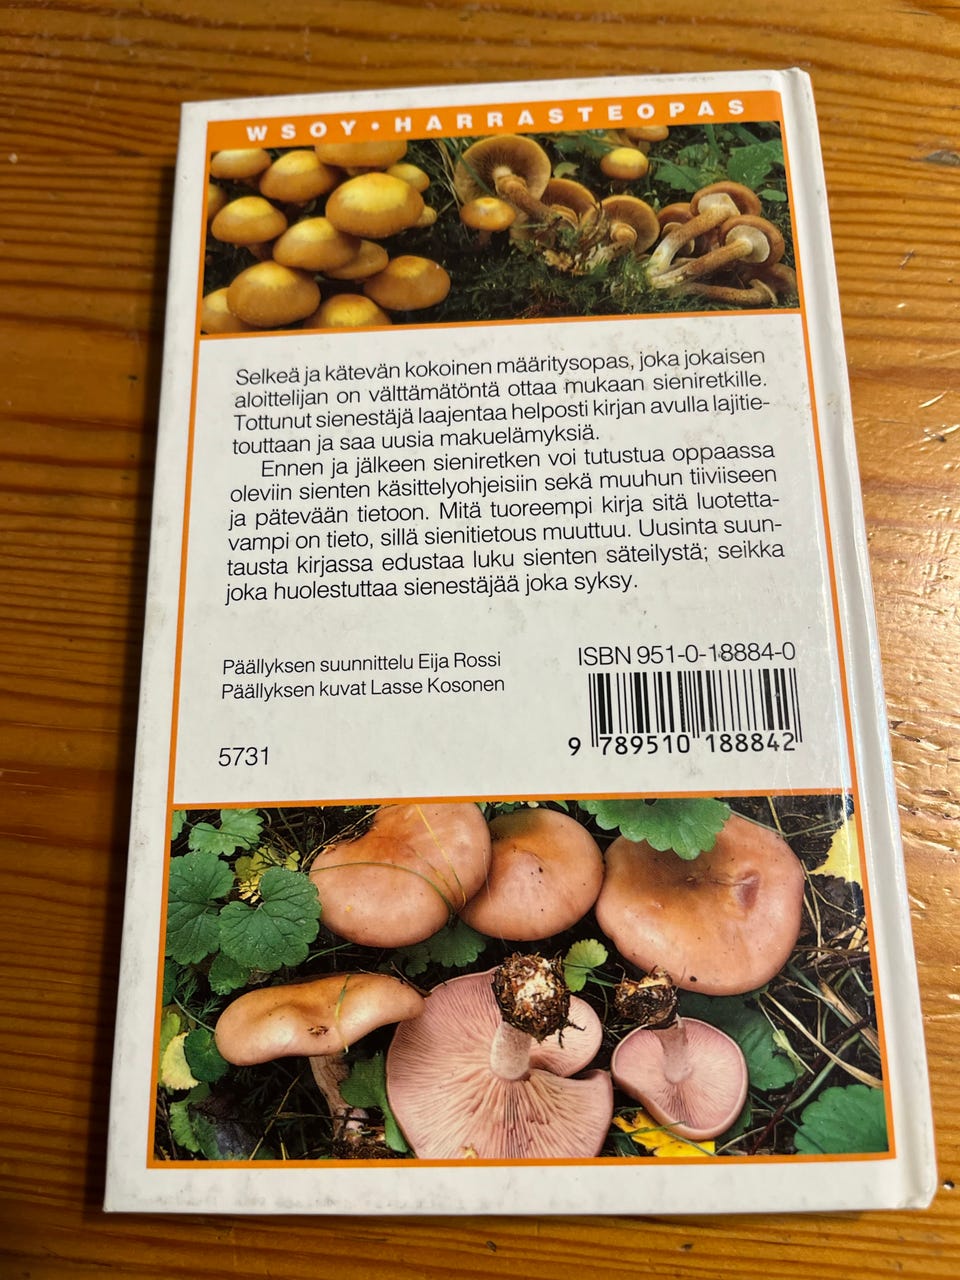 WSOY • HARRASTEOPAS
Selkeä ja kätevän kokoinen määritysopas, joka jokaisen
aloittelijan on välttämätöntä ottaa mukaan sieniretkille.
Tottunut sienestäjä laajentaa helposti kirjan avulla lajitie-
touttaan ja saa uusia makuelämyksiä.
Ennen ja jälkeen sieniretken voi tutustua oppaassa
oleviin sienten käsittelyohjeisiin sekä muuhun tiiviiseen
ja pätevään tietoon. Mitä tuoreempi kirja sitä luotetta-
vampi on tieto, sillä sienitietous muuttuu. Uusinta suun-
tausta kirjassa edustaa luku sienten säteilystä; seikka
joka huolestuttaa sienestäjää joka syksy.
Päällyksen suunnittelu Eija Rossi
Päällyksen kuvat Lasse Kosonen
ISBN 951-0-18884-0
9 789510 188842
5731